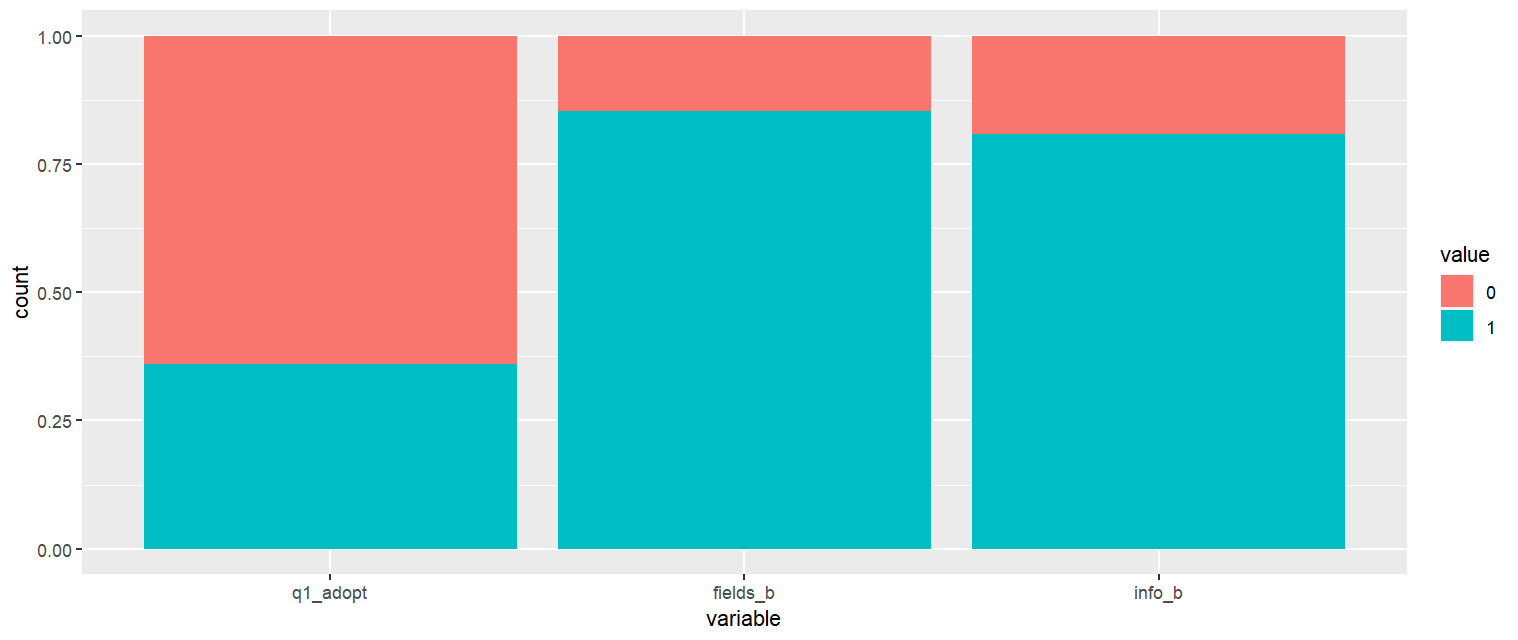 1.00
0.75
0.50
0.25
0.00
count
q1_adopt fields_b info_b
variable
value
0
1